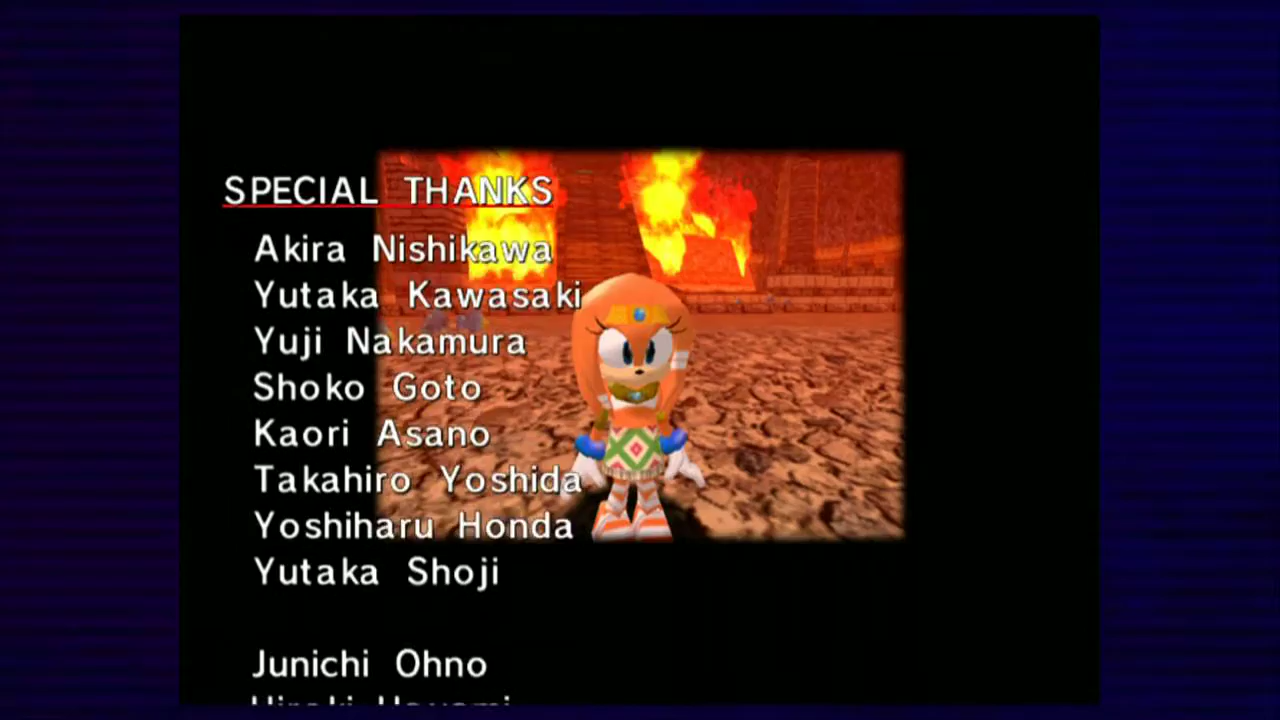 SPECIAL THANKS
Akira Nishikawa
Yutaka Kawasaki
Yuji Nakamura
Shoko Goto
Kaori Asano
Takahiro Yoshida
Yoshiharu Honda
Yutaka Shoji
Junichi Ohno